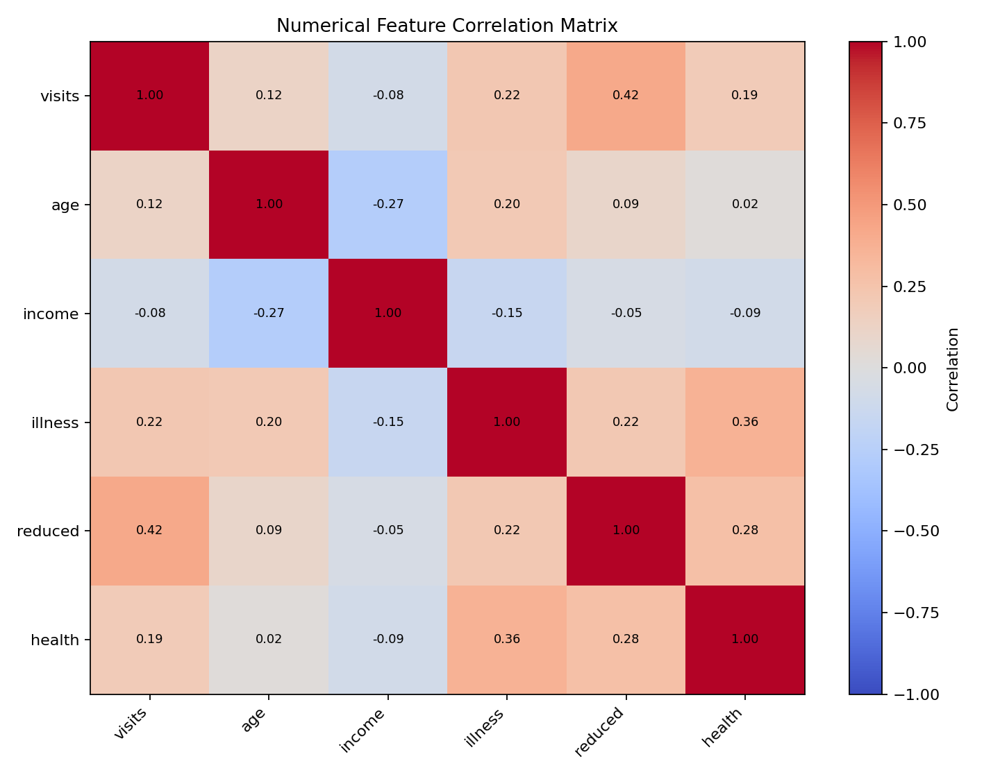 Numerical Feature Correlation Matrix
visits 1.00 0.12 -0.08 0.22 0.42 0.19
age 0.12 1.00 -0.27 0.20 0.09 0.02
income -0.08 -0.27 1.00 -0.15 -0.05 -0.09
illness 0.22 0.20 -0.15 1.00 0.22 0.36
reduced 0.42 0.09 -0.05 0.22 1.00 0.28
health 0.19 0.02 -0.09 0.36 0.28 1.00
visits age income illness reduced health
1.00
0.75
0.50
0.25
0.00
−0.25
−0.50
−0.75
−1.00
Correlation